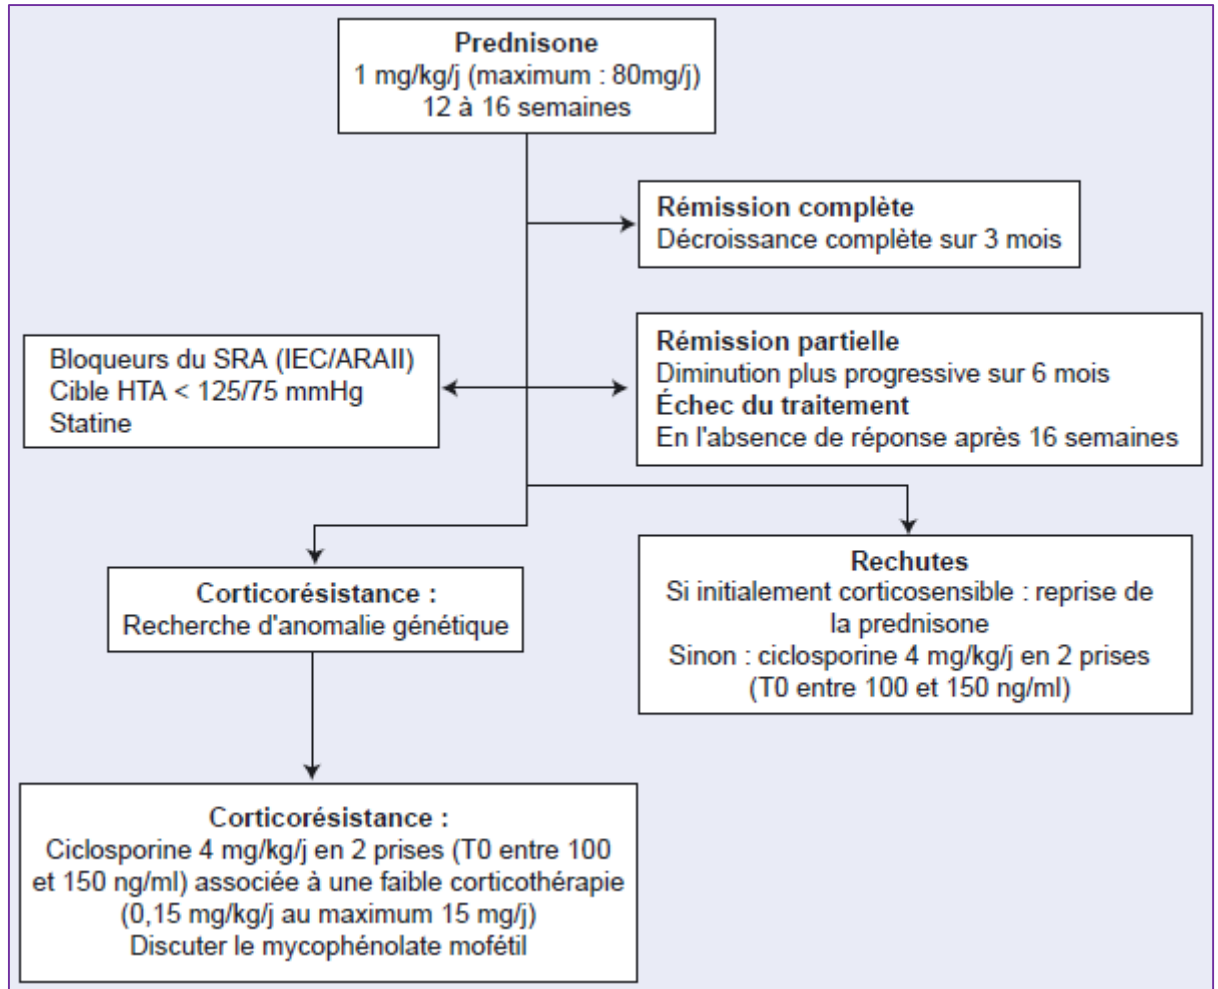 Prednisone
1 mg/kg/j (maximum : 80mg/j)
12 à 16 semaines
Rémission complète
Décroissance complète sur 3 mois
Bloqueurs du SRA (IEC/ARAII)
Cible HTA < 125/75 mmHg
Statine
Rémission partielle
Diminution plus progressive sur 6 mois
Échec du traitement
En l'absence de réponse après 16 semaines
Corticorésistance :
Recherche d'anomalie génétique
Rechutes
Si initialement corticosensible : reprise de
la prednisone
Sinon : ciclosporine 4 mg/kg/j en 2 prises
(T0 entre 100 et 150 ng/ml)
Corticorésistance :
Ciclosporine 4 mg/kg/j en 2 prises (T0 entre 100
et 150 ng/ml) associée à une faible corticothérapie
(0,15 mg/kg/j au maximum 15 mg/j)
Discuter le mycophénolate mofétil